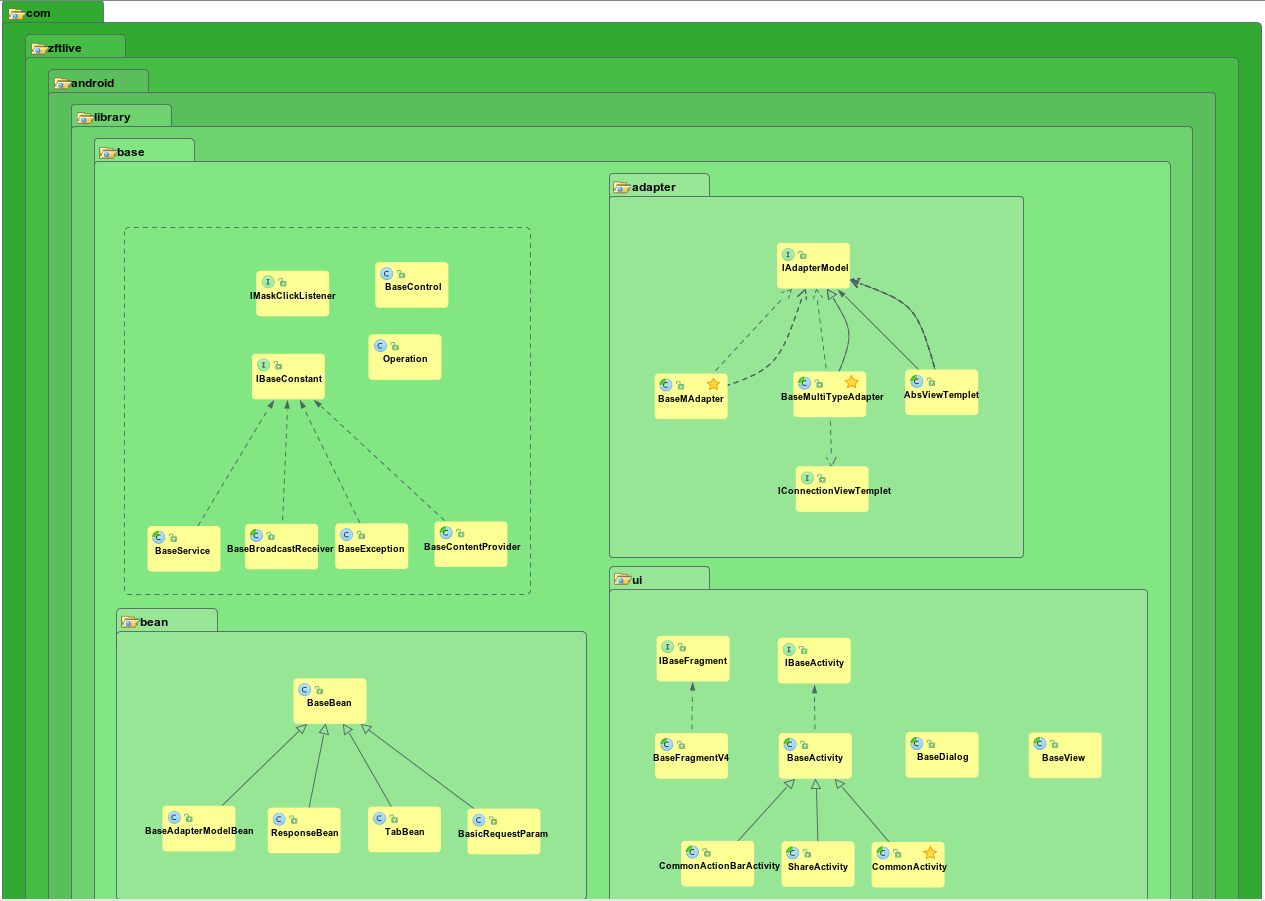 com
zftlive
android
library
base
adapter
IMaskClickListener
BaseControl
Operation
IBaseConstant
BaseService
BaseBroadcastReceiver
BaseException
BaseContentProvider
IAdapterModel
BaseMAdapter
BaseMultiTypeAdapter
AbsViewTemplet
IConnectionViewTemplet
bean
BaseBean
BaseAdapterModelBean
ResponseBean
TabBean
BasicRequestParam
ui
IBaseFragment
IBaseActivity
BaseFragmentV4
BaseActivity
BaseDialog
BaseView
CommonActionBarActivity
ShareActivity
CommonActivity